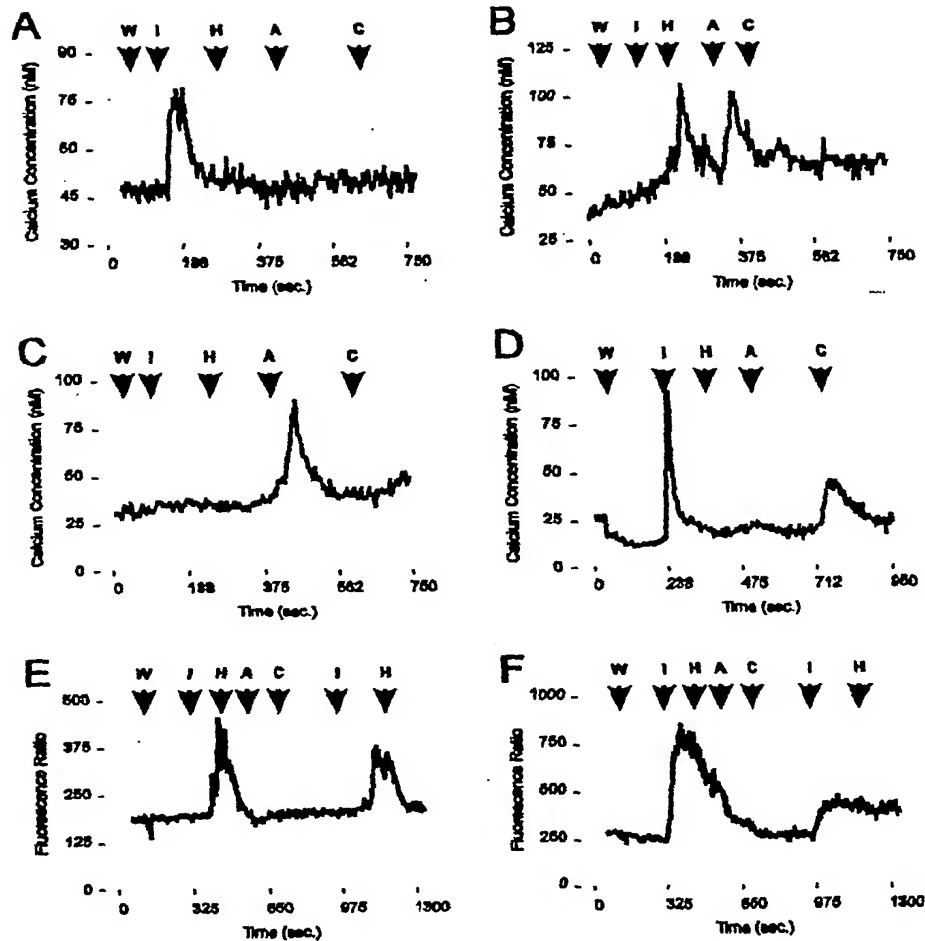 A
W I H A C
Calcium Concentration (nM)
90
75
60
45
30
0 188 375 562 750
Time (sec.)
B
W I H A C
Calcium Concentration (nM)
125
100
75
50
25
0 188 375 562 750
Time (sec.)
C
W I H A C
Calcium Concentration (nM)
100
75
50
25
0
0 188 375 562 750
Time (sec.)
D
W I H A C
Calcium Concentration (nM)
100
75
50
25
0
0 238 475 712 950
Time (sec.)
E
W I H A C I H
Fluorescence Ratio
500
375
250
125
0
0 325 650 975 1300
Time (sec.)
F
W I H A C I H
Fluorescence Ratio
1000
750
500
250
0
0 325 650 975 1300
Time (sec.)